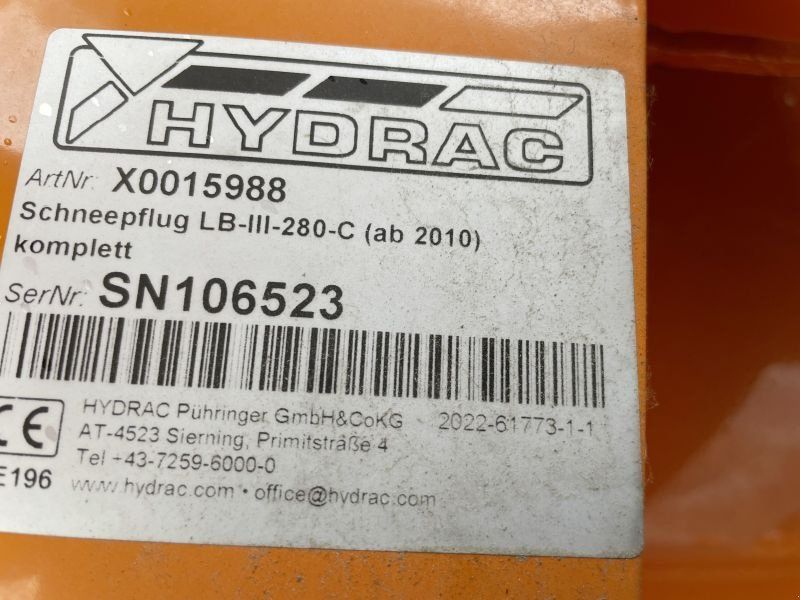 HYDRAC
ArtNr: X0015988
Schneepflug LB-III-280-C (ab 2010)
komplett
SerNr: SN106523
CE HYDRAC Pühringer GmbH&CoKG 2022-61773-1-1
AT-4523 Sierning, Primitstraße 4
Tel +43-7259-6000-0
E196 www.hydrac.com • office@hydrac.com